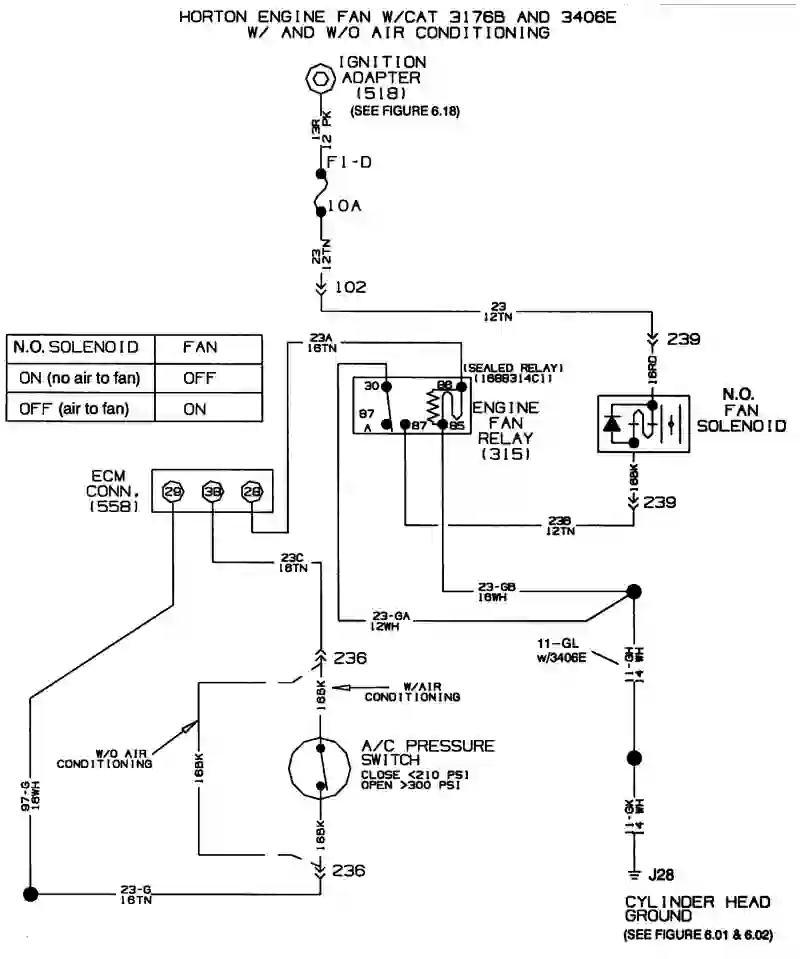 HORTON ENGINE FAN W/CAT 3176B AND 3406E
W/ AND W/O AIR CONDITIONING
IGNITION
ADAPTER
(518)
(SEE FIGURE 6.18)
13R
12 PK
F1-D
10A
23
12TN
102
23
12TN
239
16RD
N.O. SOLENOID FAN
ON (no air to fan) OFF
OFF (air to fan) ON
23A
16TN
(SEALED RELAY)
(1688314C1)
30
86
87
A
87
85
ENGINE
FAN
RELAY
(315)
N.O.
FAN
SOLENOID
16BK
239
ECM
CONN.
(558)
29
38
28
23B
12TN
23C
16TN
23-GB
16WH
23-GA
12WH
11-GL
w/3406E
11-GH
14 WH
236
16BK
W/AIR
CONDITIONING
W/O AIR
CONDITIONING
16BK
A/C PRESSURE
SWITCH
CLOSE <210 PSI
OPEN >300 PSI
97-G
18WH
16BK
236
11-GK
14 WH
23-G
16TN
J28
CYLINDER HEAD
GROUND
(SEE FIGURE 6.01 & 6.02)